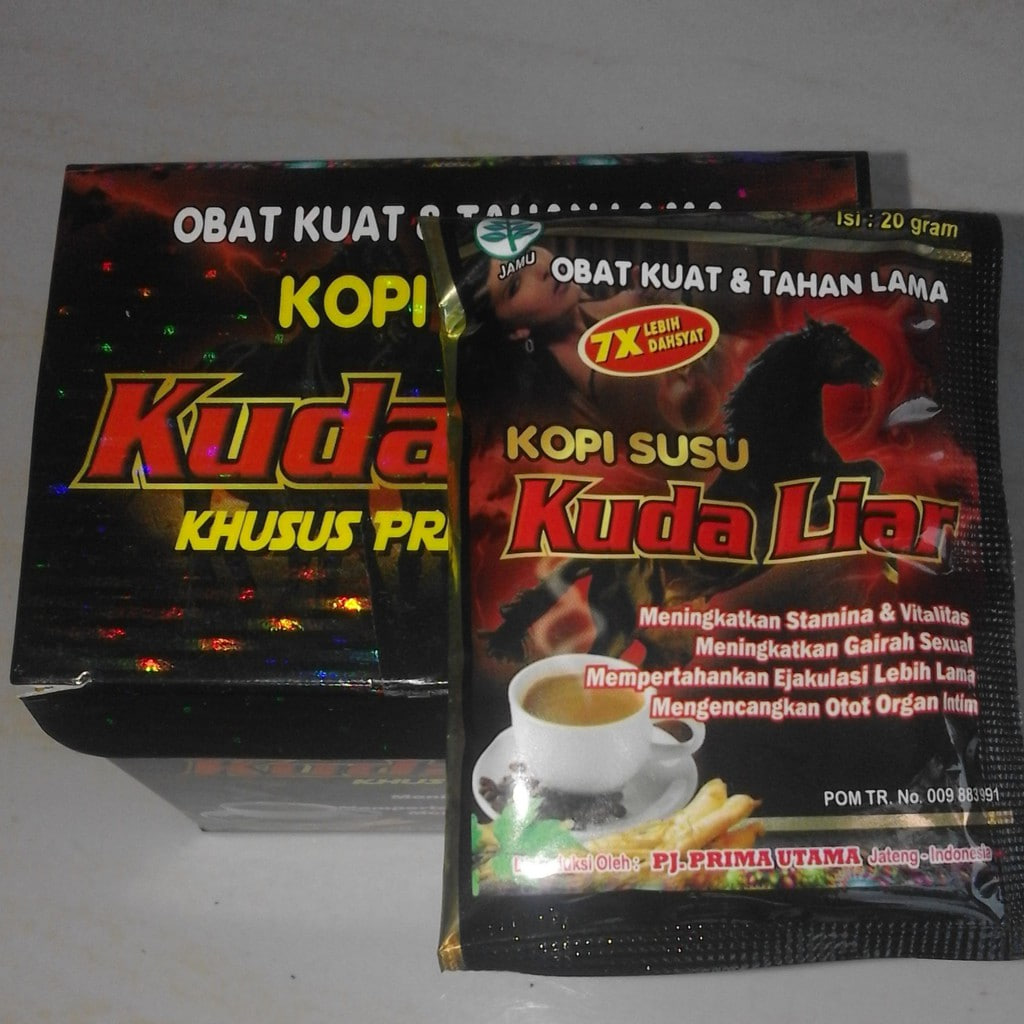 OBAT KUAT &
KOPI
Kuda
KHUSUS PR
Isi : 20 gram
JAMU
OBAT KUAT & TAHAN LAMA
7X LEBIH DAHSYAT
KOPI SUSU
Kuda Liar
Meningkatkan Stamina & Vitalitas
Meningkatkan Gairah Sexual
Mempertahankan Ejakulasi Lebih Lama
Mengencangkan Otot Organ Intim
POM TR. No. 009 883991
Oleh : PJ. PRIMA UTAMA Jateng - Indonesia